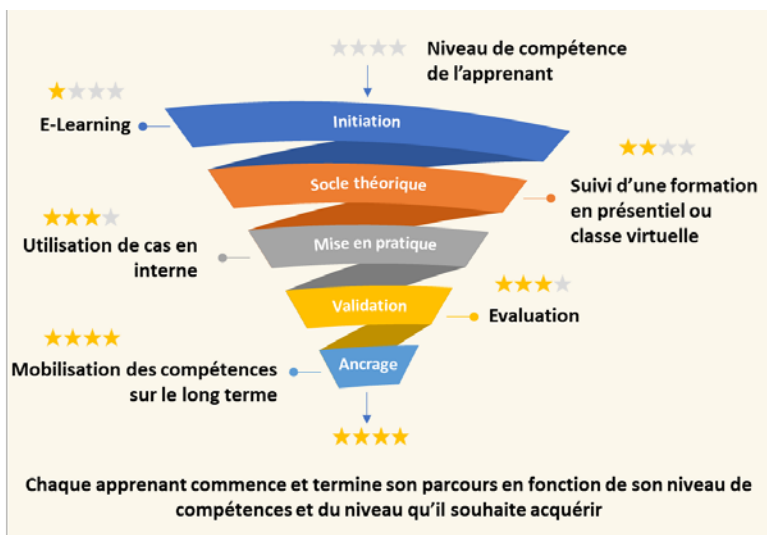 Niveau de compétence
de l'apprenant
E-Learning
Initiation
Socle théorique
Suivi d'une formation
en présentiel ou
classe virtuelle
Utilisation de cas en
interne
Mise en pratique
Validation
Evaluation
Mobilisation des compétences
sur le long terme
Ancrage
Chaque apprenant commence et termine son parcours en fonction de son niveau de
compétences et du niveau qu'il souhaite acquérir